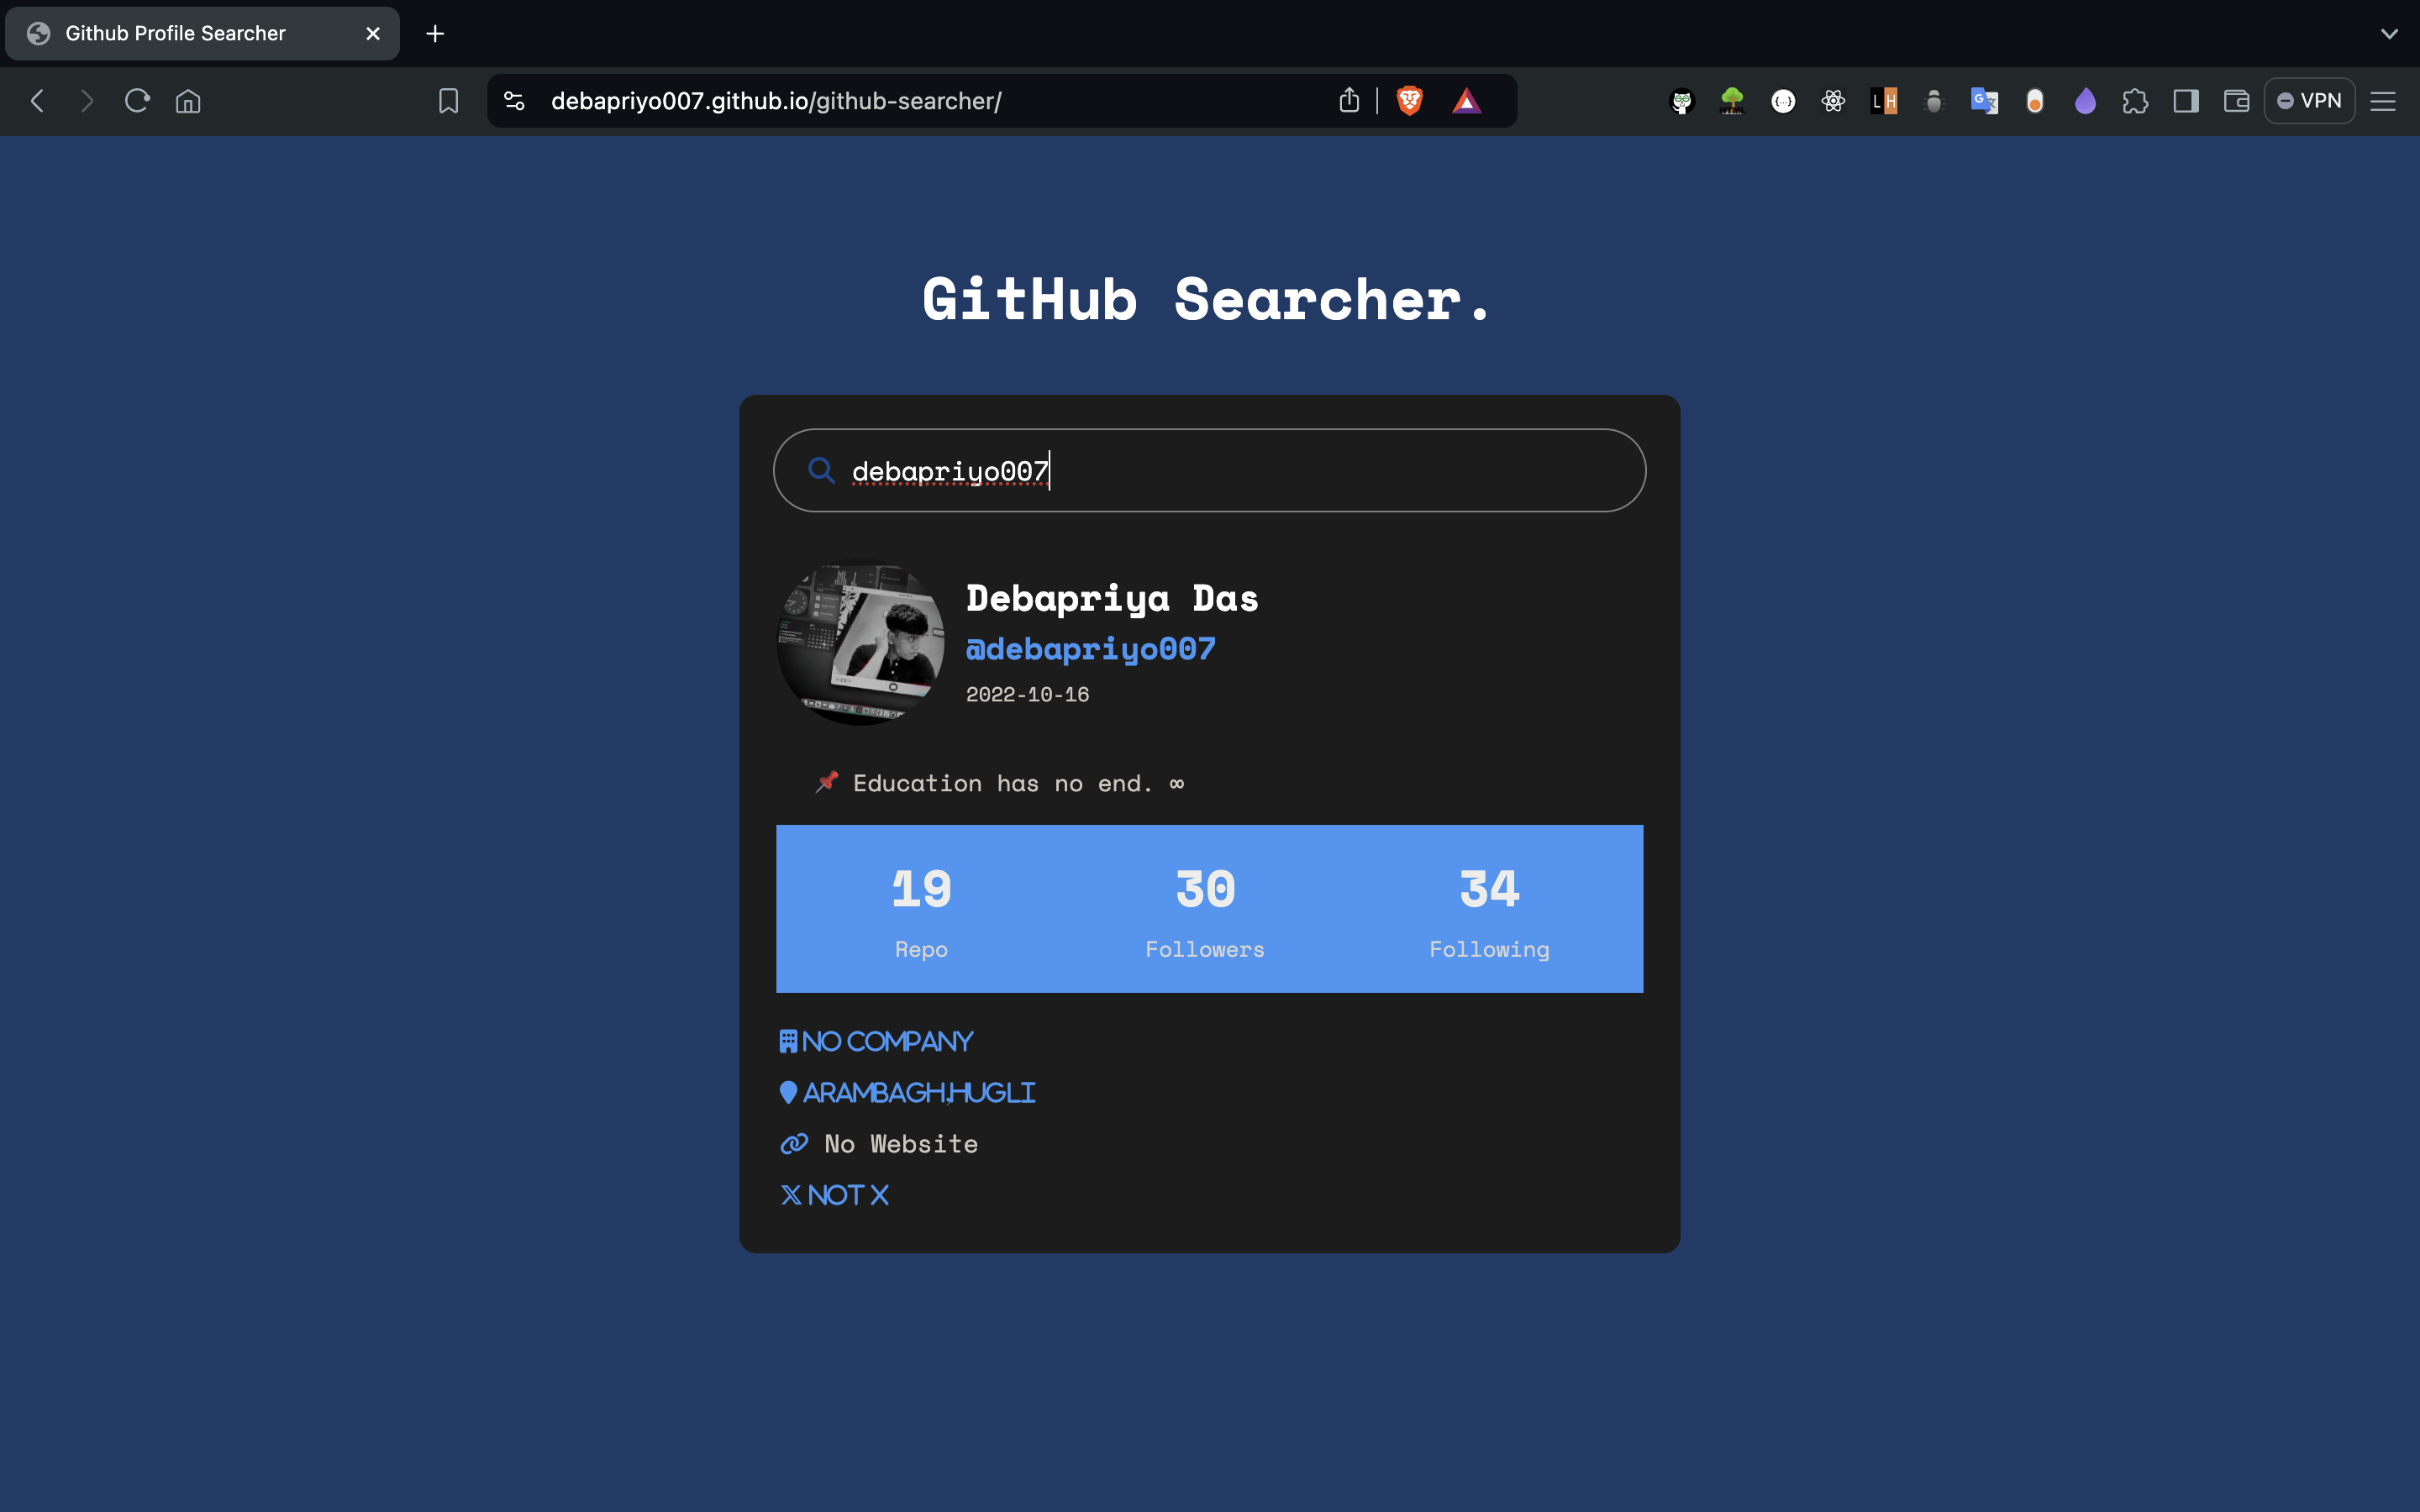 Github Profile Searcher
debapriyo007.github.io/github-searcher/
VPN
GitHub Searcher.
debapriyo007
Debapriya Das
@debapriyo007
2022-10-16
📌 Education has no end. ∞
19 30 34
Repo Followers Following
NO COMPANY
ARAMBAGH,HUGLI
No Website
X NOT X